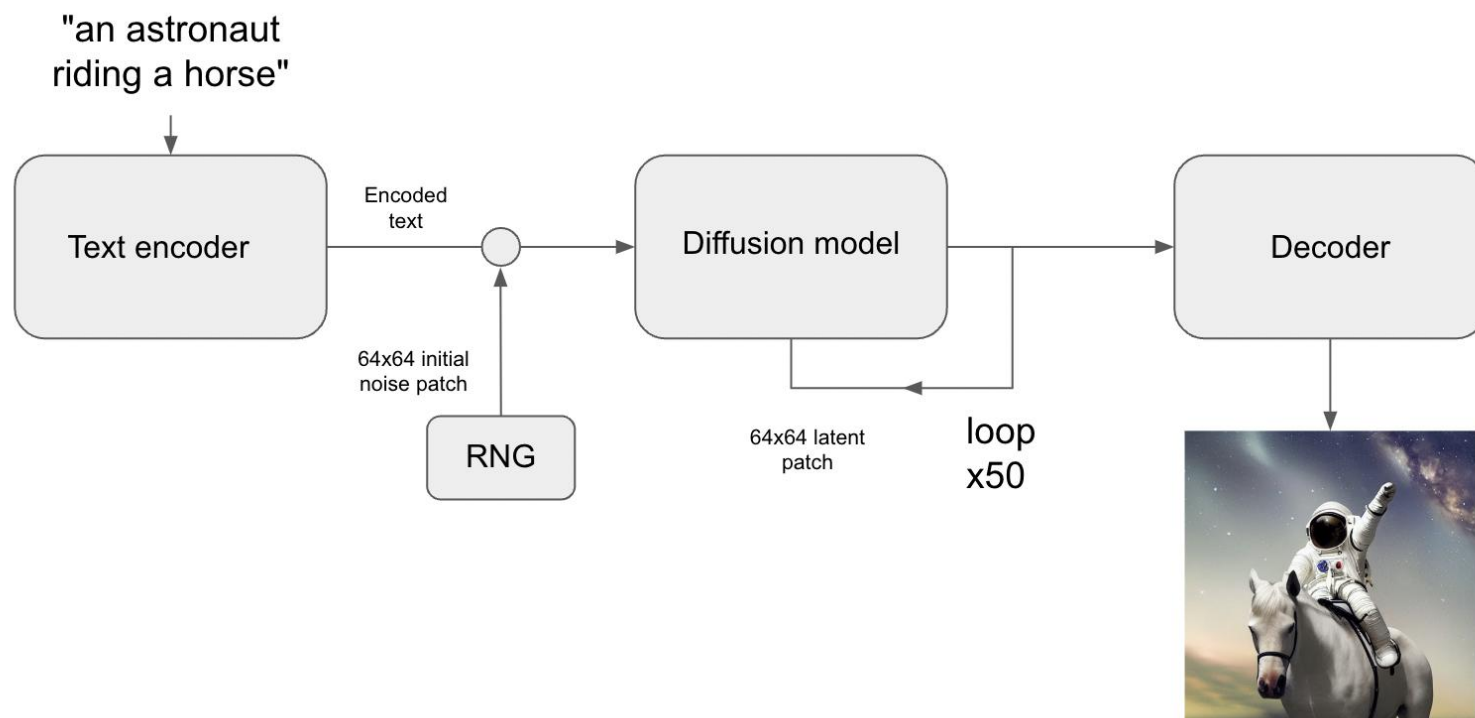 "an astronaut
riding a horse"
Text encoder
Encoded
text
64x64 initial
noise patch
RNG
Diffusion model
64x64 latent
patch
loop
x50
Decoder